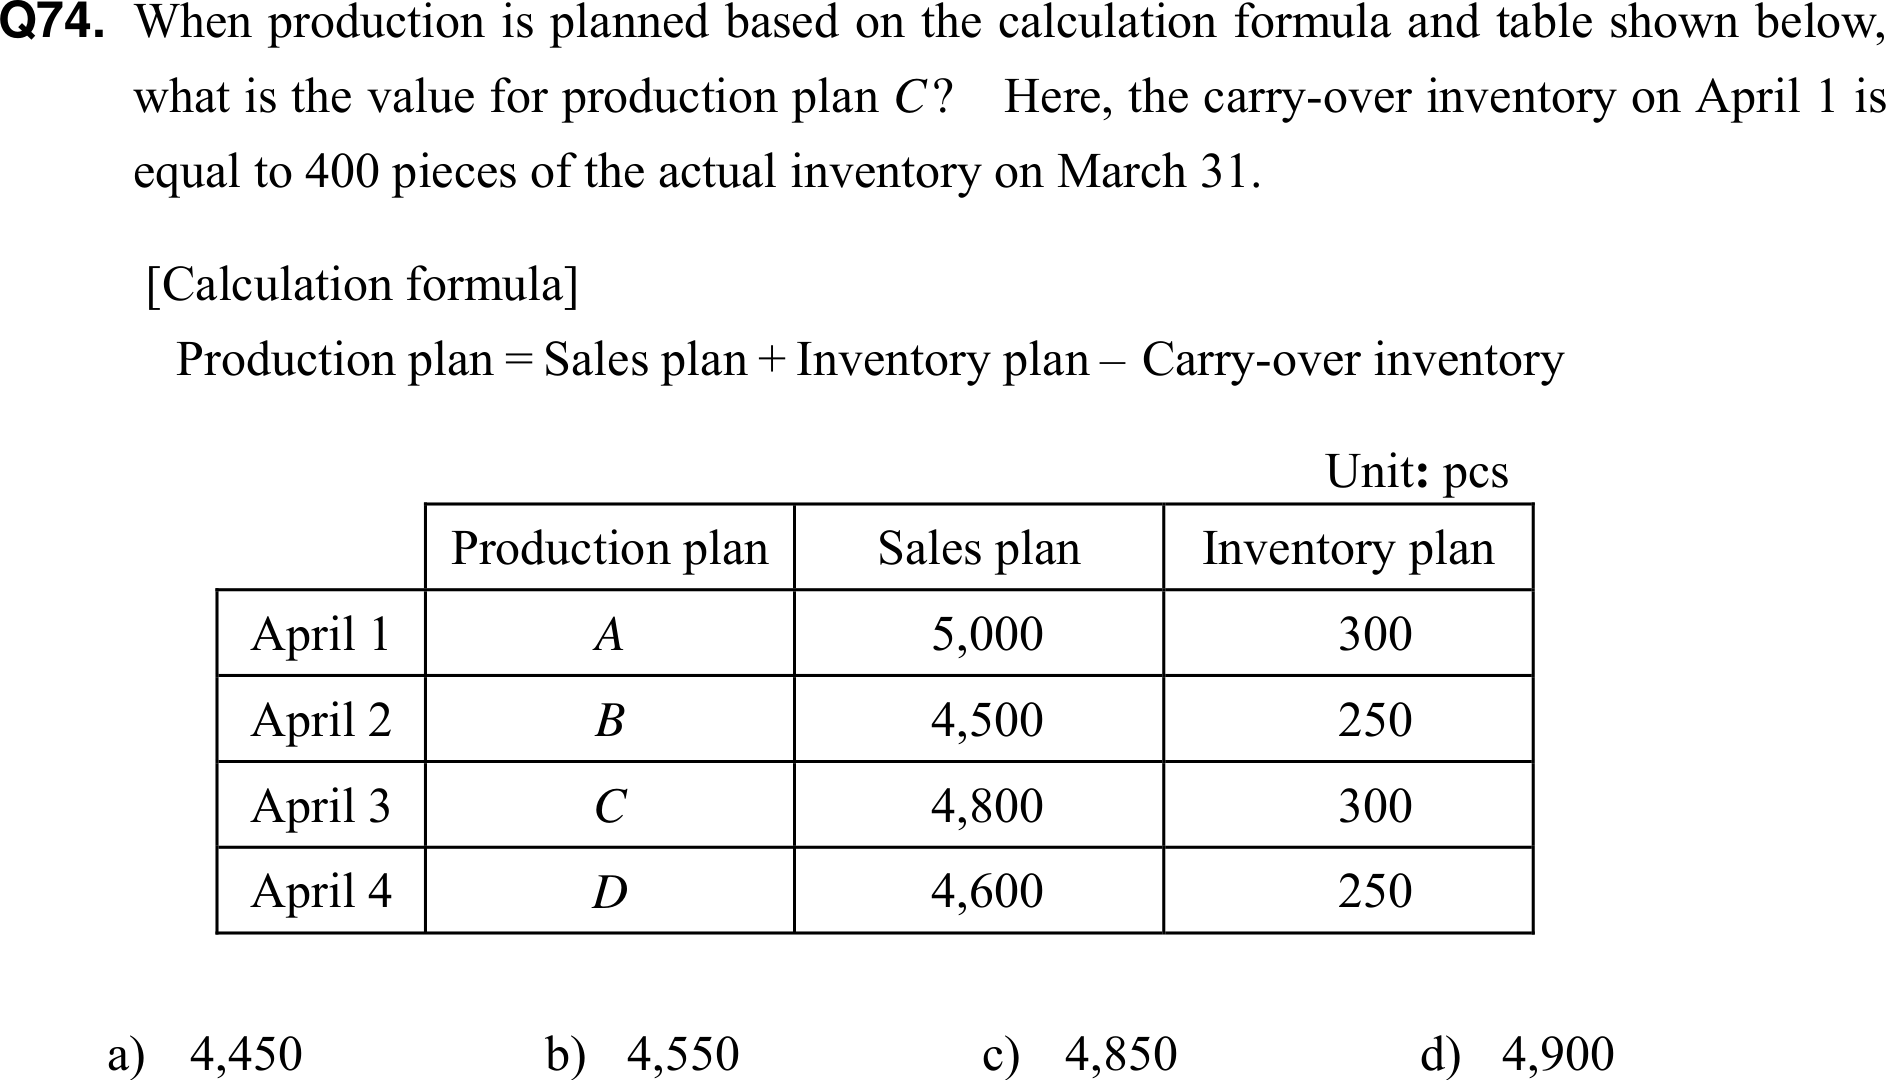 Q74. When production is planned based on the calculation formula and table shown below,
what is the value for production plan C? Here, the carry-over inventory on April 1 is
equal to 400 pieces of the actual inventory on March 31.
[Calculation formula]
Production plan = Sales plan + Inventory plan – Carry-over inventory
Unit: pcs
Production plan Sales plan Inventory plan
April 1 A 5,000 300
April 2 B 4,500 250
April 3 C 4,800 300
April 4 D 4,600 250
a) 4,450 b) 4,550 c) 4,850 d) 4,900